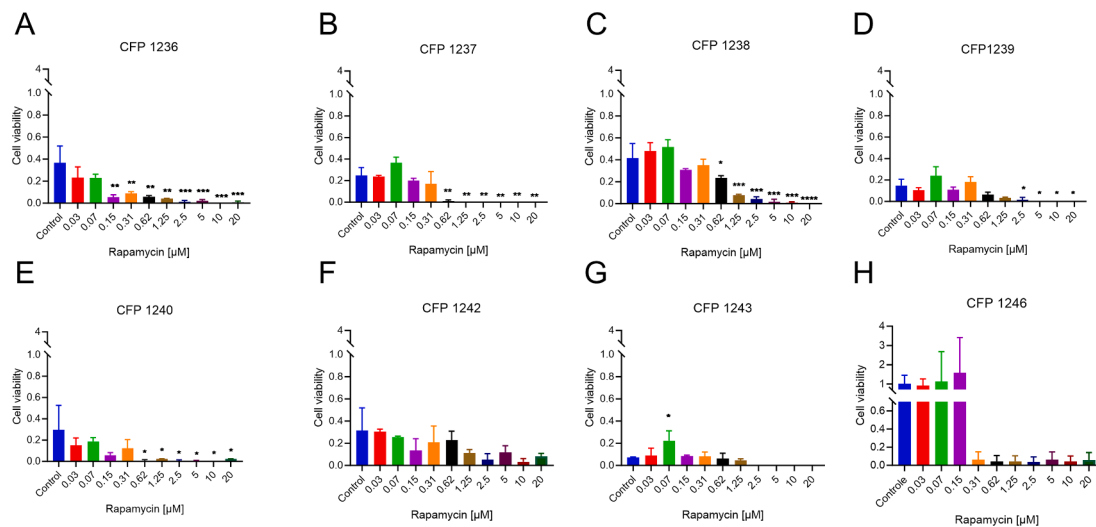 A
CFP 1236
Cell viability
4
1.0
0.8
0.6
0.4
0.2
0.0
** ** ** ** *** *** *** ***
Control 0.03 0.07 0.15 0.31 0.62 1.25 2.5 5 10 20
Rapamycin [µM]
B
CFP 1237
Cell viability
4
1.0
0.8
0.6
0.4
0.2
0.0
** ** ** ** ** **
Control 0.03 0.07 0.15 0.31 0.62 1.25 2.5 5 10 20
Rapamycin [µM]
C
CFP 1238
Cell viability
4
1.0
0.8
0.6
0.4
0.2
0.0
* *** *** *** *** ****
Control 0.03 0.07 0.15 0.31 0.62 1.25 2.5 5 10 20
Rapamycin [µM]
D
CFP1239
Cell viability
4
1.0
0.8
0.6
0.4
0.2
0.0
* * * *
Control 0.03 0.07 0.15 0.31 0.62 1.25 2.5 5 10 20
Rapamycin [µM]
E
CFP 1240
Cell viability
4
1.0
0.8
0.6
0.4
0.2
0.0
* * * * * *
Control 0.03 0.07 0.15 0.31 0.62 1.25 2.5 5 10 20
Rapamycin [µM]
F
CFP 1242
Cell viability
4
1.0
0.8
0.6
0.4
0.2
0.0
Control 0.03 0.07 0.15 0.31 0.62 1.25 2.5 5 10 20
Rapamycin [µM]
G
CFP 1243
Cell viability
4
1.0
0.8
0.6
0.4
0.2
0.0
*
Control 0.03 0.07 0.15 0.31 0.62 1.25 2.5 5 10 20
Rapamycin [µM]
H
CFP 1246
Cell viability
4
3
2
1
0.6
0.4
0.2
0.0
Controle 0.03 0.07 0.15 0.31 0.62 1.25 2.5 5 10 20
Rapamycin [µM]